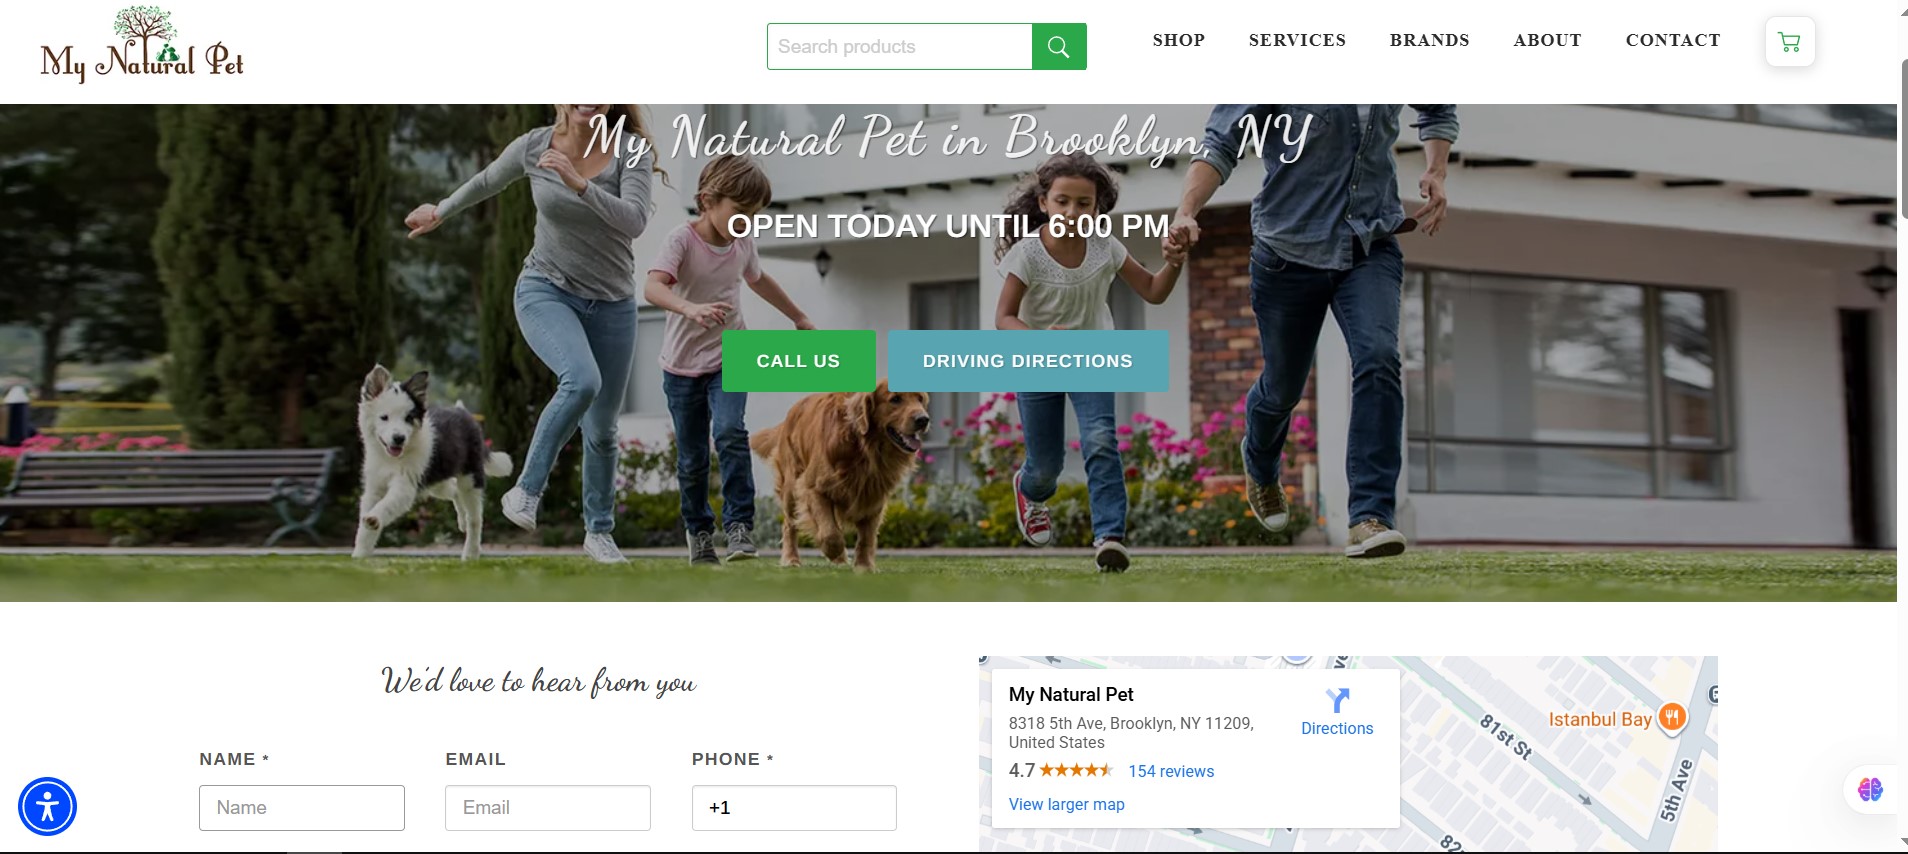 My Natural Pet
Search products
SHOP SERVICES BRANDS ABOUT CONTACT
My Natural Pet in Brooklyn, NY
OPEN TODAY UNTIL 6:00 PM
CALL US DRIVING DIRECTIONS
We'd love to hear from you
NAME * EMAIL PHONE *
Name Email +1
My Natural Pet
8318 5th Ave, Brooklyn, NY 11209,
United States
Directions
4.7 154 reviews
View larger map
Istanbul Bay
81st St
5th Ave